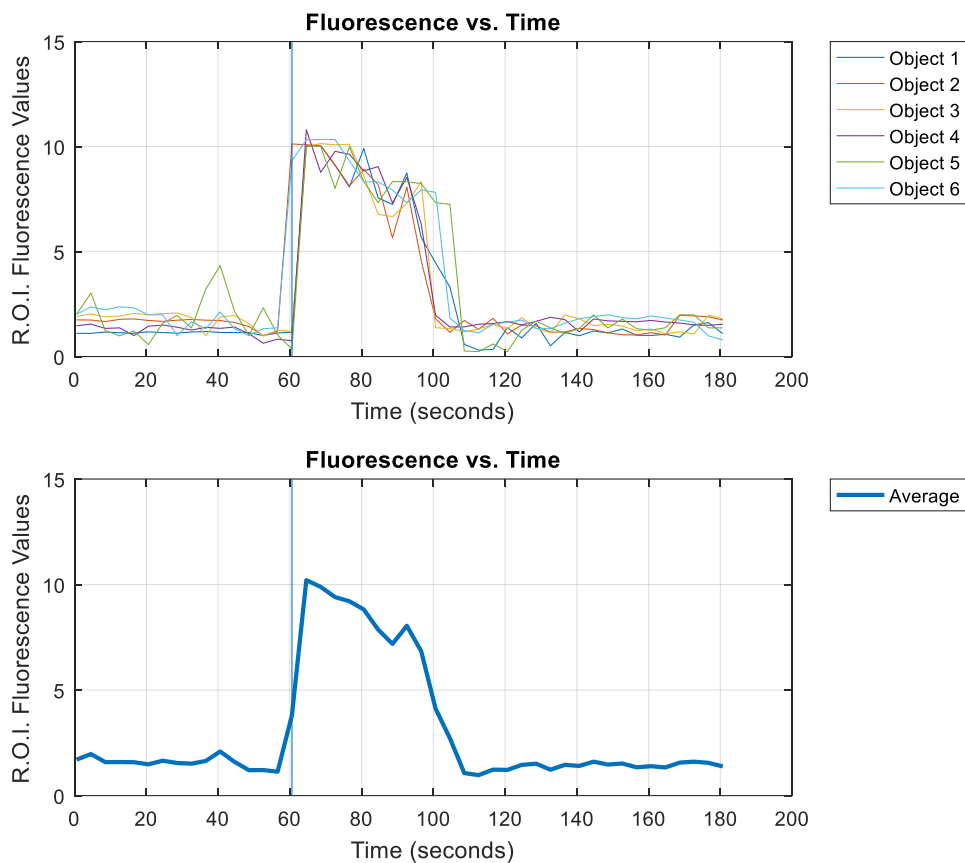 Fluorescence vs. Time
15
10
5
0
R.O.I. Fluorescence Values
0 20 40 60 80 100 120 140 160 180 200
Time (seconds)
Object 1
Object 2
Object 3
Object 4
Object 5
Object 6
Fluorescence vs. Time
15
10
5
0
R.O.I. Fluorescence Values
0 20 40 60 80 100 120 140 160 180 200
Time (seconds)
Average